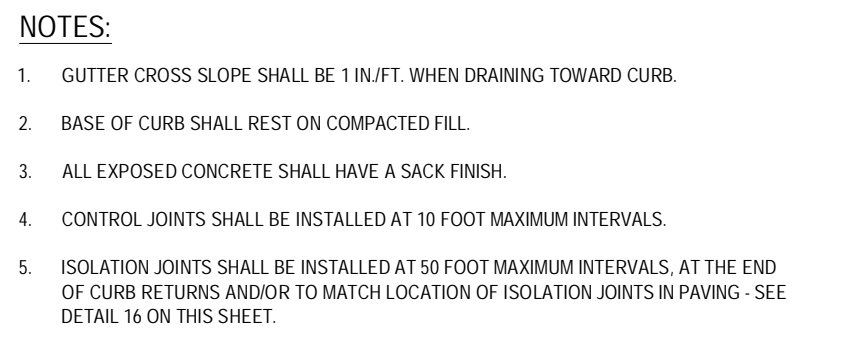 NOTES:
1. GUTTER CROSS SLOPE SHALL BE 1 IN./FT. WHEN DRAINING TOWARD CURB.
2. BASE OF CURB SHALL REST ON COMPACTED FILL.
3. ALL EXPOSED CONCRETE SHALL HAVE A SACK FINISH.
4. CONTROL JOINTS SHALL BE INSTALLED AT 10 FOOT MAXIMUM INTERVALS.
5. ISOLATION JOINTS SHALL BE INSTALLED AT 50 FOOT MAXIMUM INTERVALS, AT THE END
OF CURB RETURNS AND/OR TO MATCH LOCATION OF ISOLATION JOINTS IN PAVING - SEE
DETAIL 16 ON THIS SHEET.